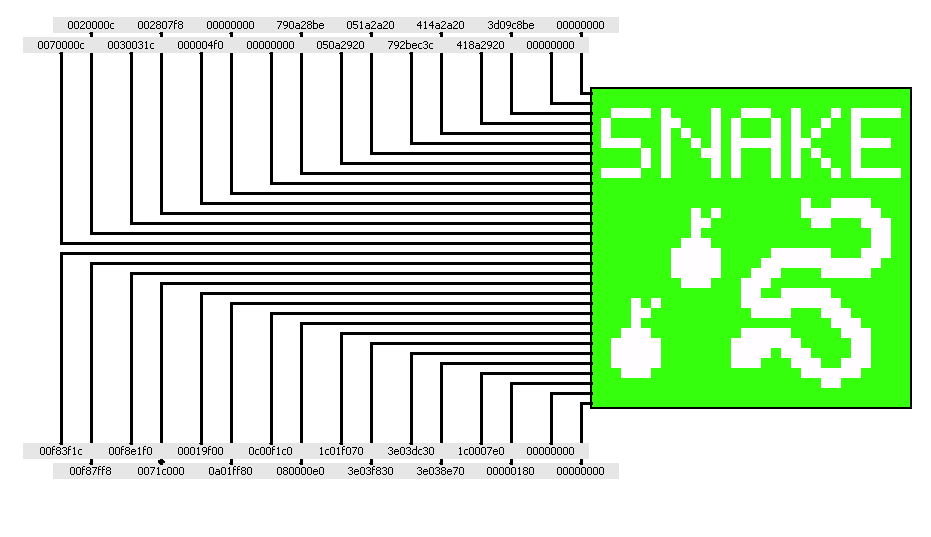 0020000c 002807f8 00000000 790a28be 051a2a20 414a2a20 3d09c8be 00000000
0070000c 0030031c 000004f0 00000000 050a2920 792bec3c 418a2920 00000000
SNAKE
00f83f1c 00f8e1f0 00019f00 0c00f1c0 1c01f070 3e03dc30 1c0007e0 00000000
00f87ff8 0071c000 0a01ff80 080000e0 3e03f830 3e038e70 00000180 00000000